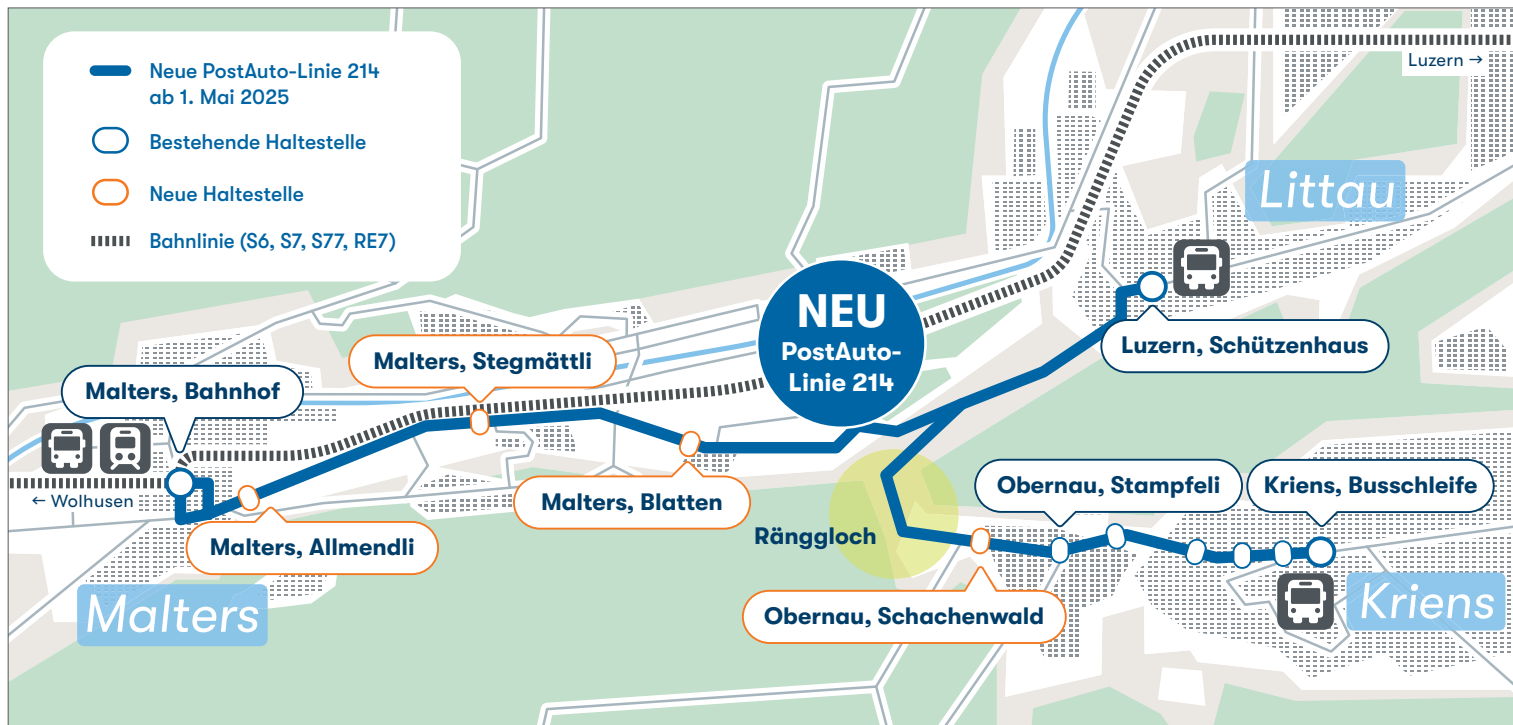 Neue PostAuto-Linie 214
ab 1. Mai 2025
Bestehende Haltestelle
Neue Haltestelle
Bahnlinie (S6, S7, S77, RE7)
Luzern →
Littau
NEU
PostAuto-
Linie 214
Luzern, Schützenhaus
Malters, Stegmättli
Malters, Bahnhof
← Wolhusen
Malters, Blatten
Malters, Allmendli
Obernau, Stampfeli
Kriens, Busschleife
Ränggloch
Obernau, Schachenwald
Malters
Kriens